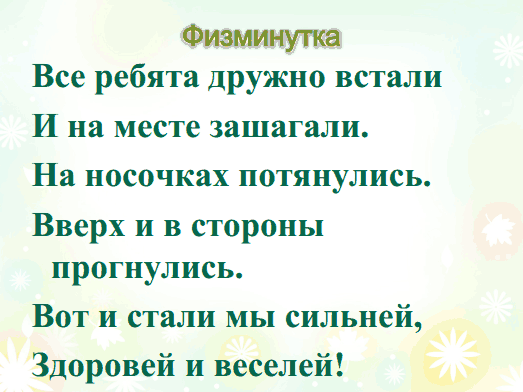 Физминутка
Все ребята дружно встали
И на месте зашагали.
На носочках потянулись.
Вверх и в стороны
прогнулись.
Вот и стали мы сильней,
Здоровей и веселей!